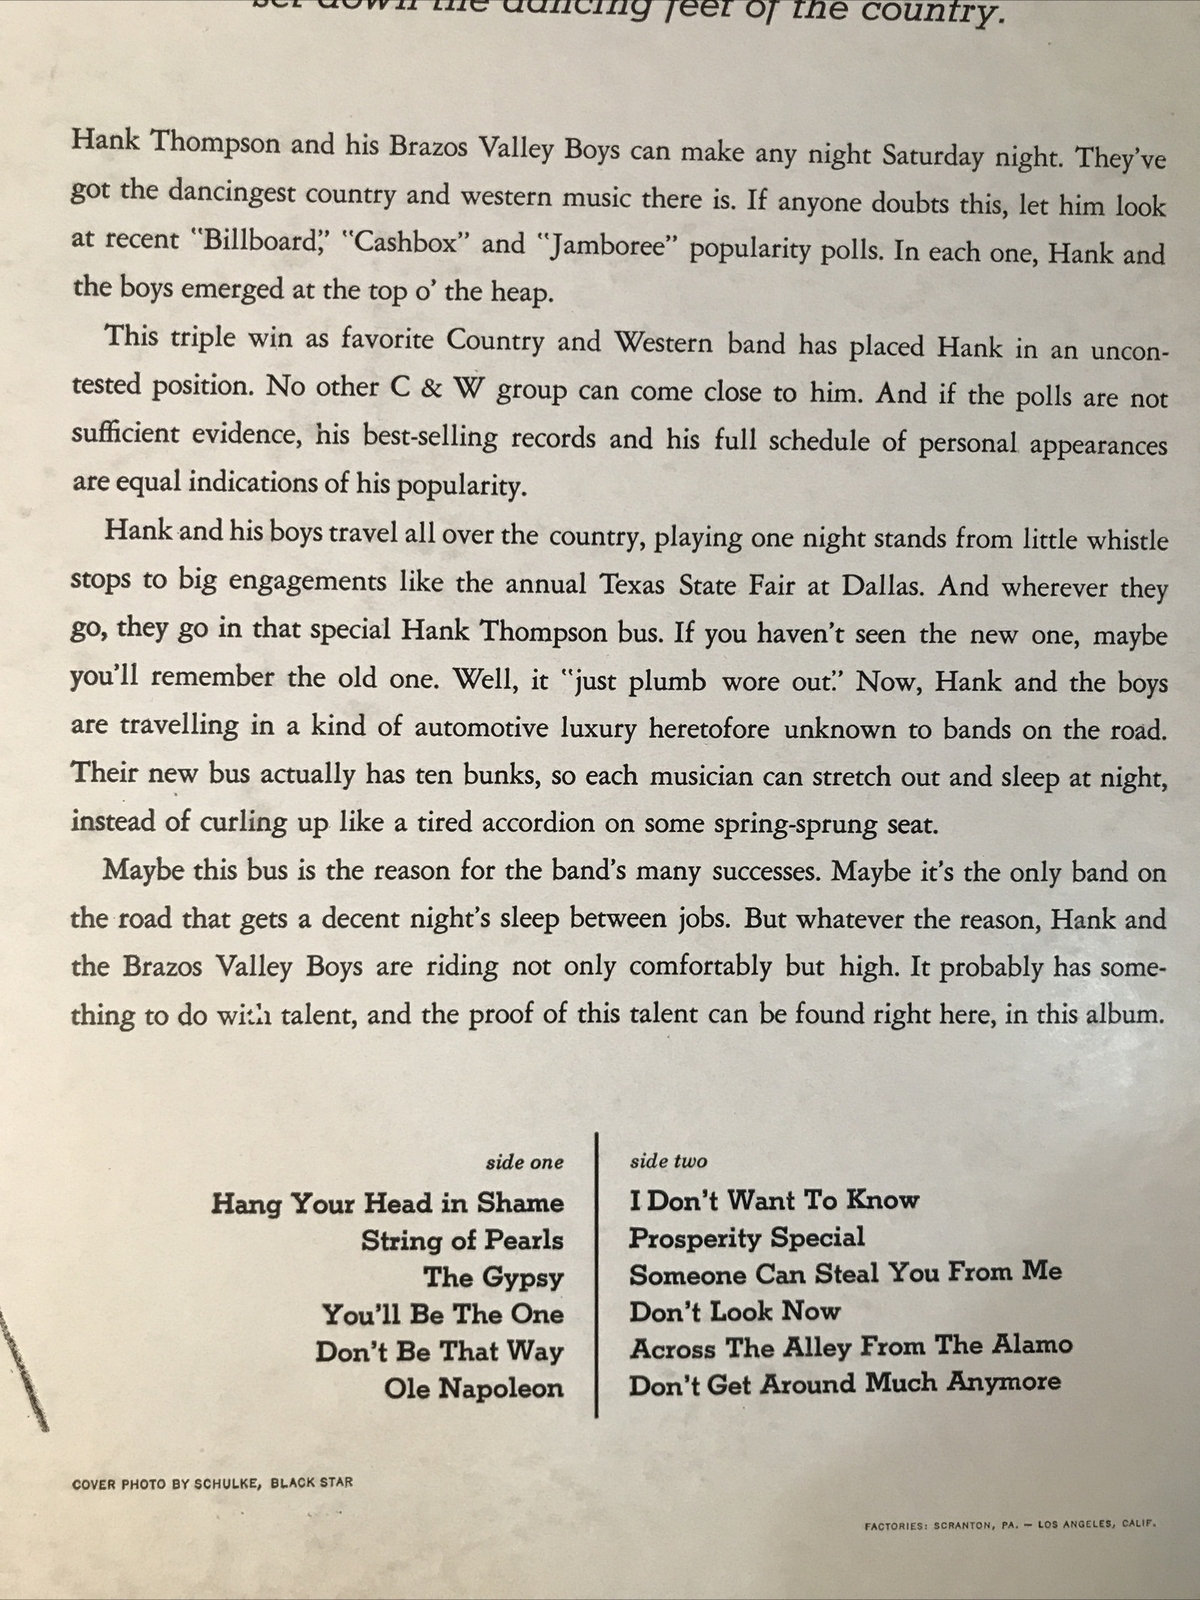 set down the dancing feet of the country.
Hank Thompson and his Brazos Valley Boys can make any night Saturday night. They've
got the dancingest country and western music there is. If anyone doubts this, let him look
at recent "Billboard," "Cashbox" and "Jamboree" popularity polls. In each one, Hank and
the boys emerged at the top o' the heap.
This triple win as favorite Country and Western band has placed Hank in an uncon-
tested position. No other C & W group can come close to him. And if the polls are not
sufficient evidence, his best-selling records and his full schedule of personal appearances
are equal indications of his popularity.
Hank and his boys travel all over the country, playing one night stands from little whistle
stops to big engagements like the annual Texas State Fair at Dallas. And wherever they
go, they go in that special Hank Thompson bus. If you haven't seen the new one, maybe
you'll remember the old one. Well, it "just plumb wore out." Now, Hank and the boys
are travelling in a kind of automotive luxury heretofore unknown to bands on the road.
Their new bus actually has ten bunks, so each musician can stretch out and sleep at night,
instead of curling up like a tired accordion on some spring-sprung seat.
Maybe this bus is the reason for the band's many successes. Maybe it's the only band on
the road that gets a decent night's sleep between jobs. But whatever the reason, Hank and
the Brazos Valley Boys are riding not only comfortably but high. It probably has some-
thing to do with talent, and the proof of this talent can be found right here, in this album.
side one
Hang Your Head in Shame
String of Pearls
The Gypsy
You'll Be The One
Don't Be That Way
Ole Napoleon
side two
I Don't Want To Know
Prosperity Special
Someone Can Steal You From Me
Don't Look Now
Across The Alley From The Alamo
Don't Get Around Much Anymore
COVER PHOTO BY SCHULKE, BLACK STAR
FACTORIES: SCRANTON, PA. — LOS ANGELES, CALIF.